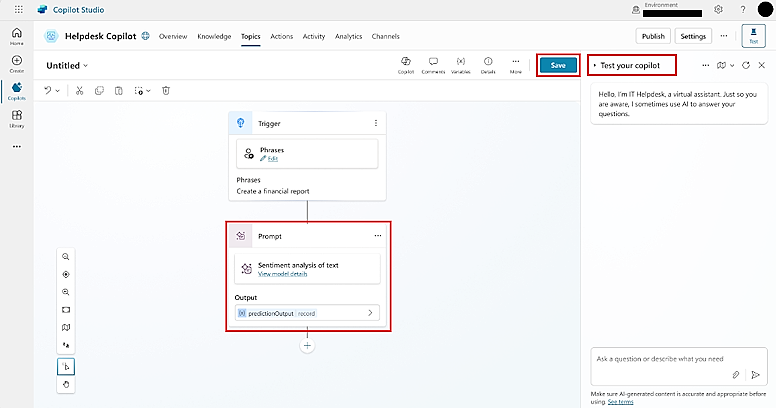 Copilot Studio
Environment
Home
Create
Copilots
Library
Helpdesk Copilot
Overview
Knowledge
Topics
Actions
Activity
Analytics
Channels
Publish
Settings
Test
Untitled
Copilot
Comments
Variables
Details
More
Save
Trigger
Phrases
Edit
Phrases
Create a financial report
Prompt
Sentiment analysis of text
View model details
Output
predictionOutput record
Test your copilot
Hello, I'm IT Helpdesk, a virtual assistant. Just so you
are aware, I sometimes use AI to answer your
questions.
Ask a question or describe what you need
Make sure AI-generated content is accurate and appropriate before
using. See terms